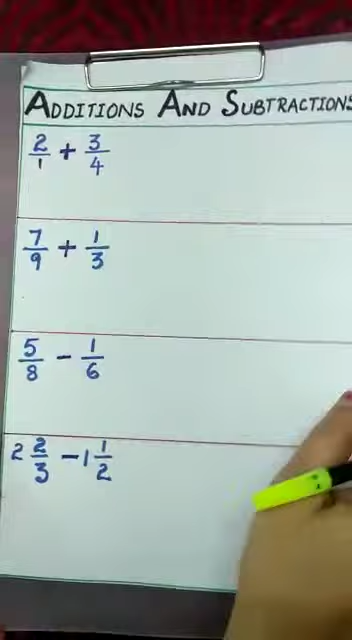 ADDITIONS AND SUBTRACTIONS
2/1 + 3/4
7/9 + 1/3
5/8 - 1/6
2 2/3 - 1 1/2